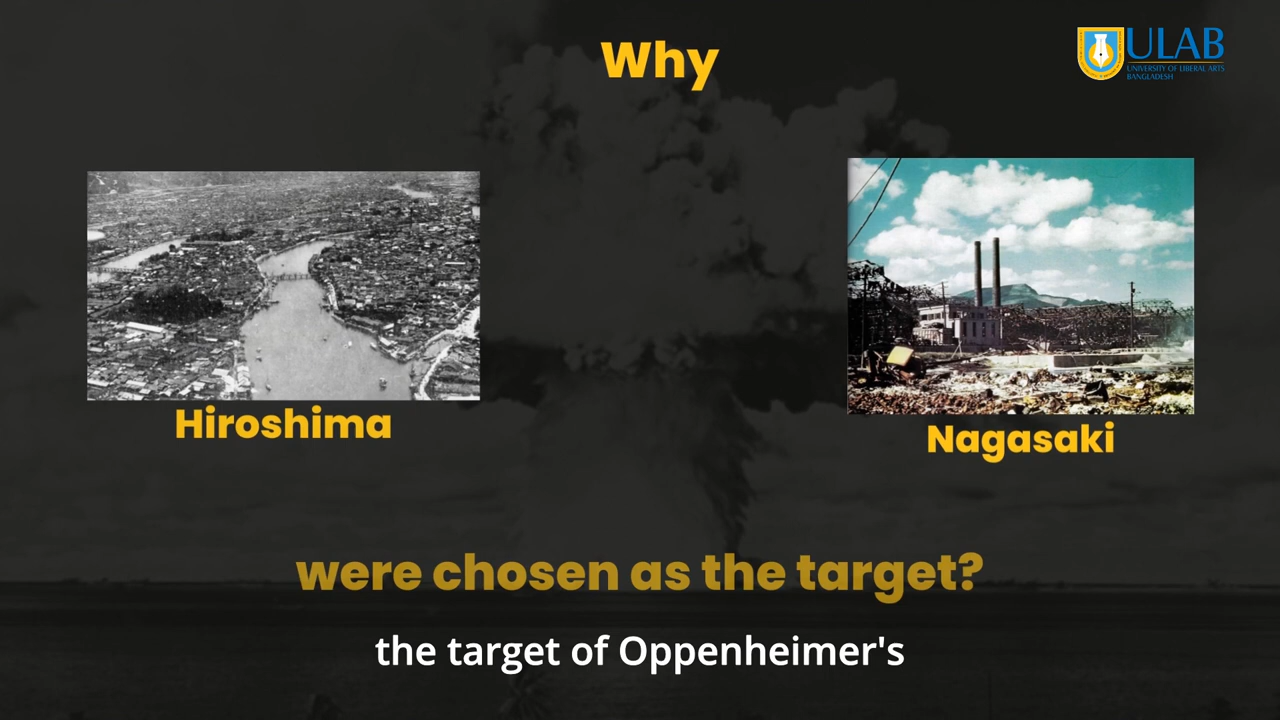 Why
ULAB
UNIVERSITY OF LIBERAL ARTS
BANGLADESH
Hiroshima
Nagasaki
were chosen as the target?
the target of Oppenheimer's